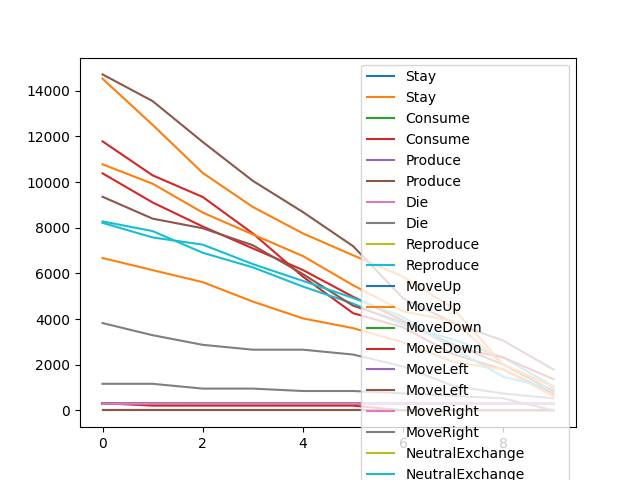 14000
12000
10000
8000
6000
4000
2000
0
0
2
4
6
8
Stay
Stay
Consume
Consume
Produce
Produce
Die
Die
Reproduce
Reproduce
MoveUp
MoveUp
MoveDown
MoveDown
MoveLeft
MoveLeft
MoveRight
MoveRight
NeutralExchange
NeutralExchange